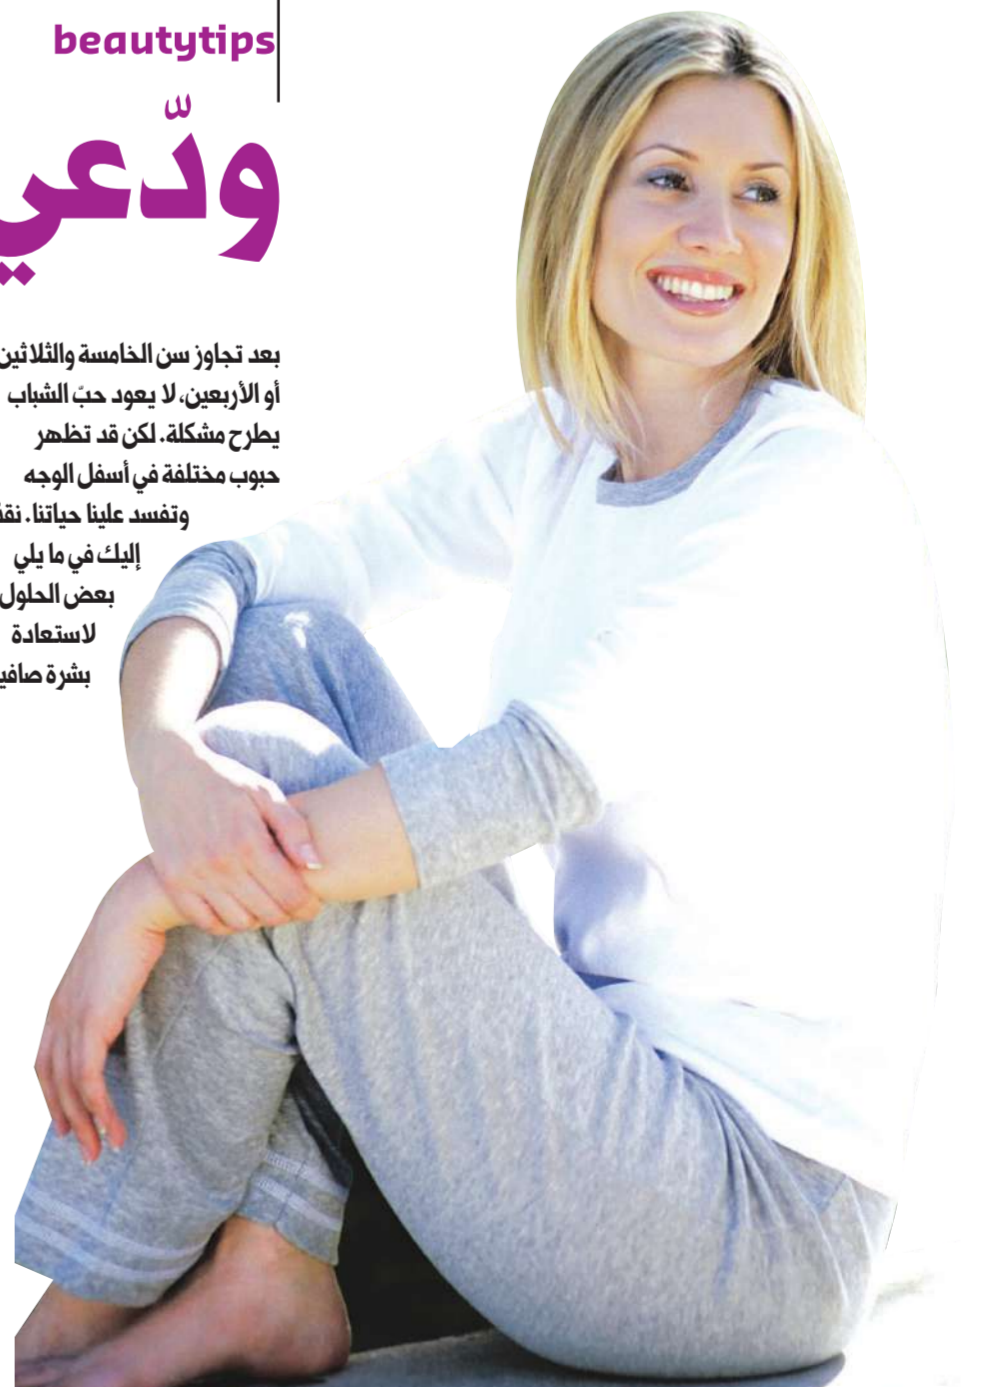 beautytips
ودّعي
بعد تجاوز سن الخامسة والثلاثين
أو الأربعين، لا يعود حبّ الشباب
يطرح مشكلة. لكن قد تظهر
حبوب مختلفة في أسفل الوجه
وتفسد علينا حياتنا.
إليك في ما يلي
بعض الحلول
لاستعادة
بشرة